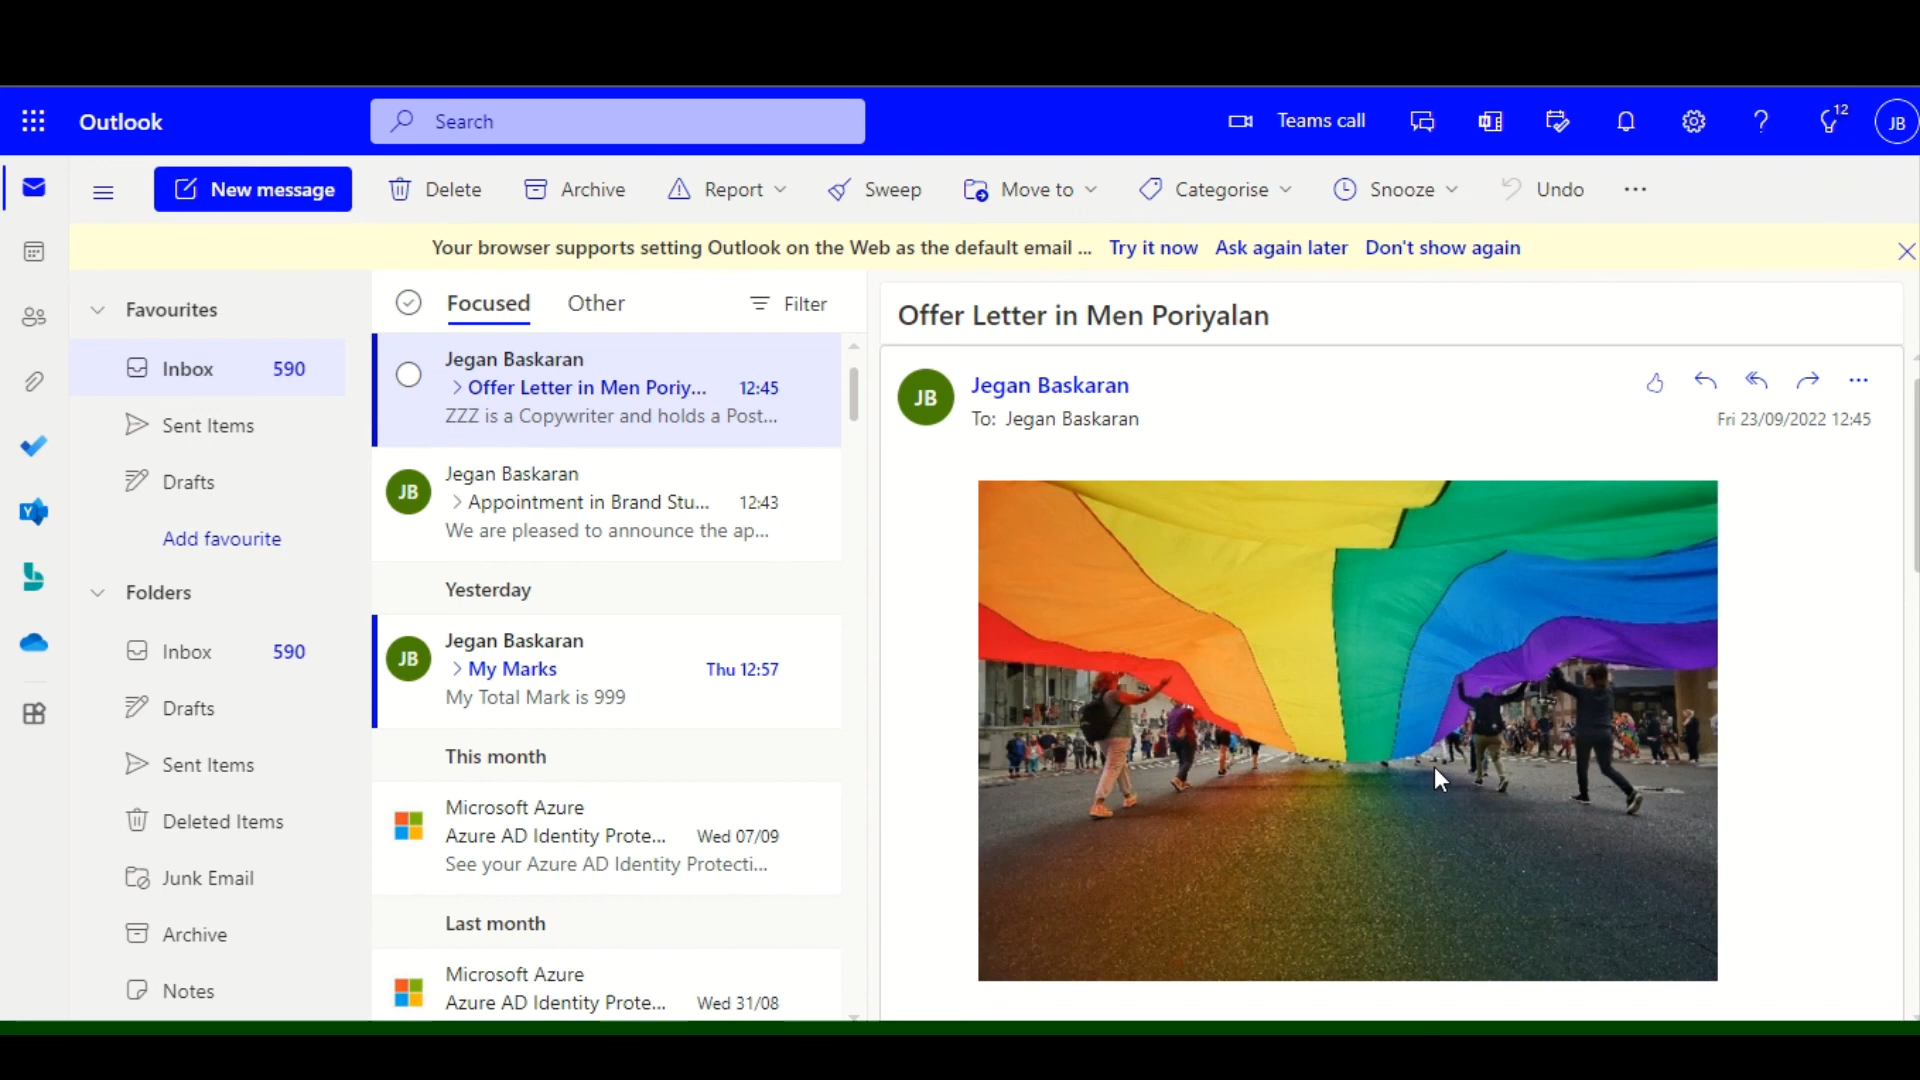 Outlook
Search
Teams call
12
JB
New message
Delete
Archive
Report
Sweep
Move to
Categorise
Snooze
Undo
Your browser supports setting Outlook on the Web as the default email ... Try it now Ask again later Don't show again
Favourites
Inbox 590
Sent Items
Drafts
Add favourite
Folders
Inbox 590
Drafts
Sent Items
Deleted Items
Junk Email
Archive
Notes
Focused Other Filter
Jegan Baskaran
Offer Letter in Men Poriy... 12:45
ZZZ is a Copywriter and holds a Post...
JB
Jegan Baskaran
Appointment in Brand Stu... 12:43
We are pleased to announce the ap...
Yesterday
JB
Jegan Baskaran
My Marks Thu 12:57
My Total Mark is 999
This month
Microsoft Azure
Azure AD Identity Prote... Wed 07/09
See your Azure AD Identity Protecti...
Last month
Microsoft Azure
Azure AD Identity Prote... Wed 31/08
Offer Letter in Men Poriyalan
JB
Jegan Baskaran
To: Jegan Baskaran
Fri 23/09/2022 12:45